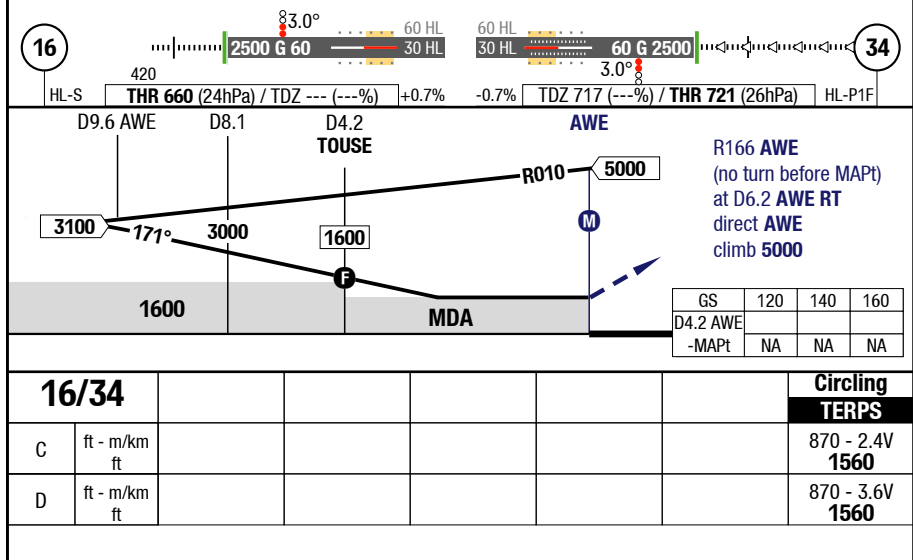 3.0°
60 HL 60 HL
16 2500 G 60 30 HL 30 HL 60 G 2500 34
420 3.0°
HL-S THR 660 (24hPa) / TDZ --- (---%) +0.7% -0.7% TDZ 717 (---%) / THR 721 (26hPa) HL-P1F
D9.6 AWE D8.1 D4.2 AWE
TOUSE
R166 AWE
(no turn before MAPt)
at D6.2 AWE RT
direct AWE
climb 5000
R010 5000
3100 171° 3000 1600 M
F
1600 MDA
GS 120 140 160
D4.2 AWE
-MAPt NA NA NA
16/34 Circling
TERPS
C ft - m/km 870 - 2.4V
ft 1560
D ft - m/km 870 - 3.6V
ft 1560